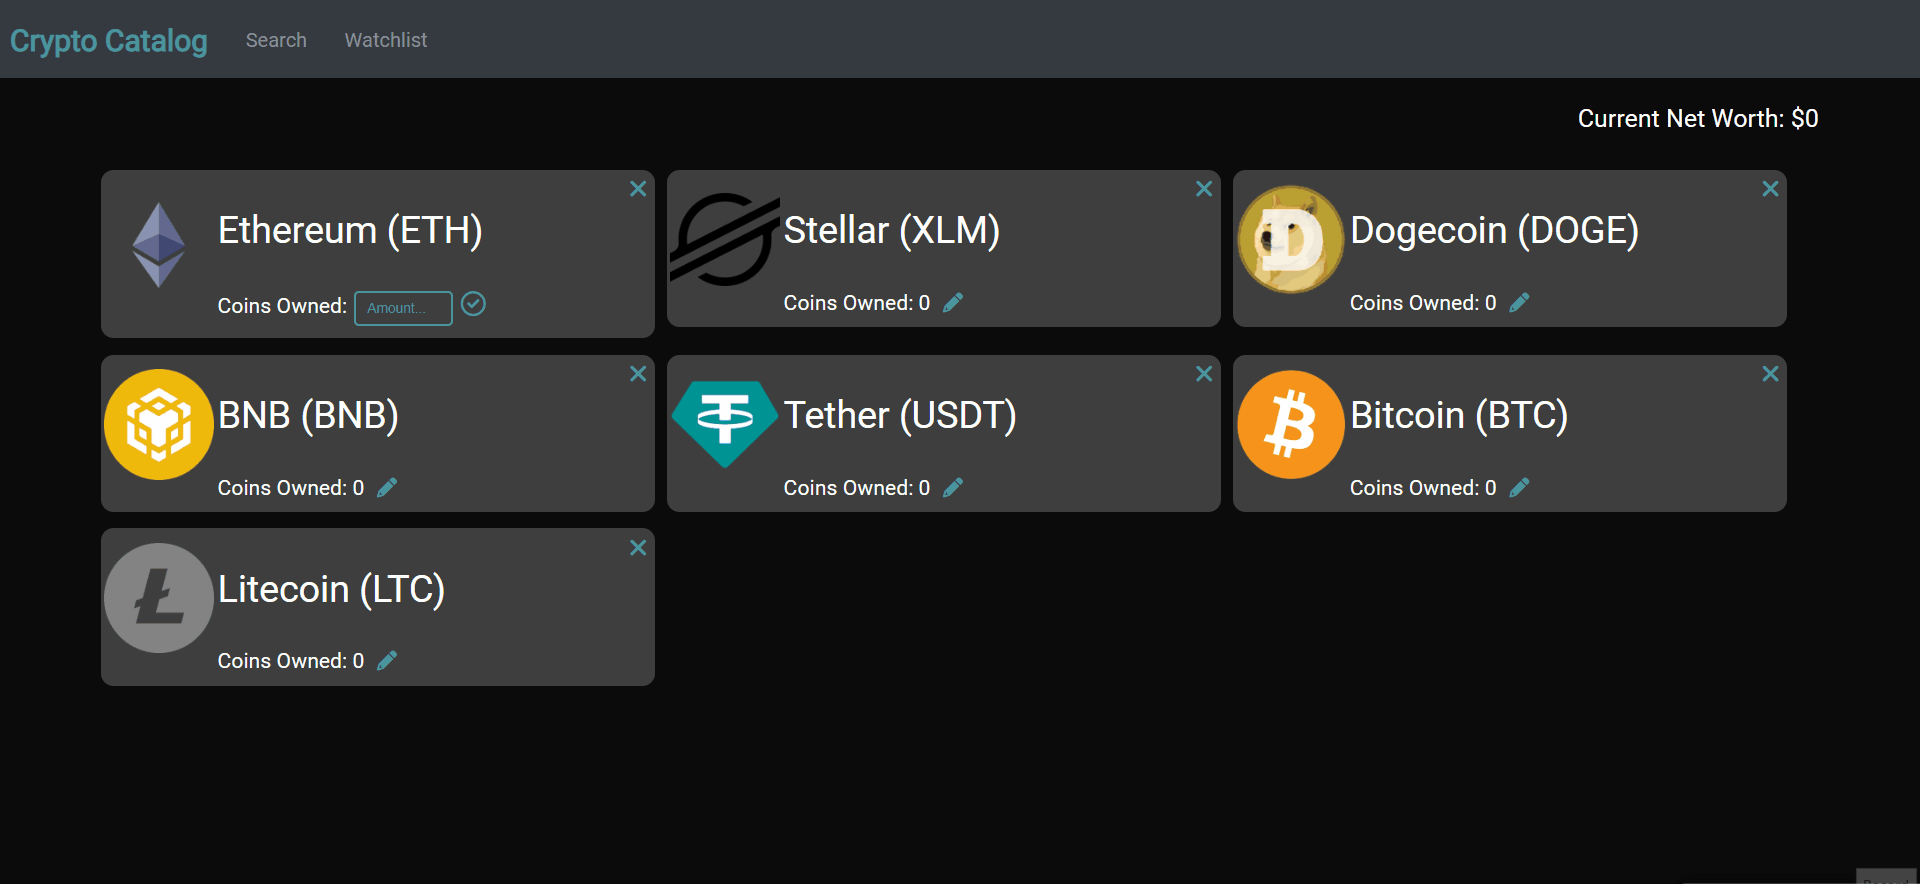 Crypto Catalog Search Watchlist
Current Net Worth: $0
Ethereum (ETH)
Coins Owned: Amount...
Stellar (XLM)
Coins Owned: 0
Dogecoin (DOGE)
Coins Owned: 0
BNB (BNB)
Coins Owned: 0
Tether (USDT)
Coins Owned: 0
Bitcoin (BTC)
Coins Owned: 0
Litecoin (LTC)
Coins Owned: 0